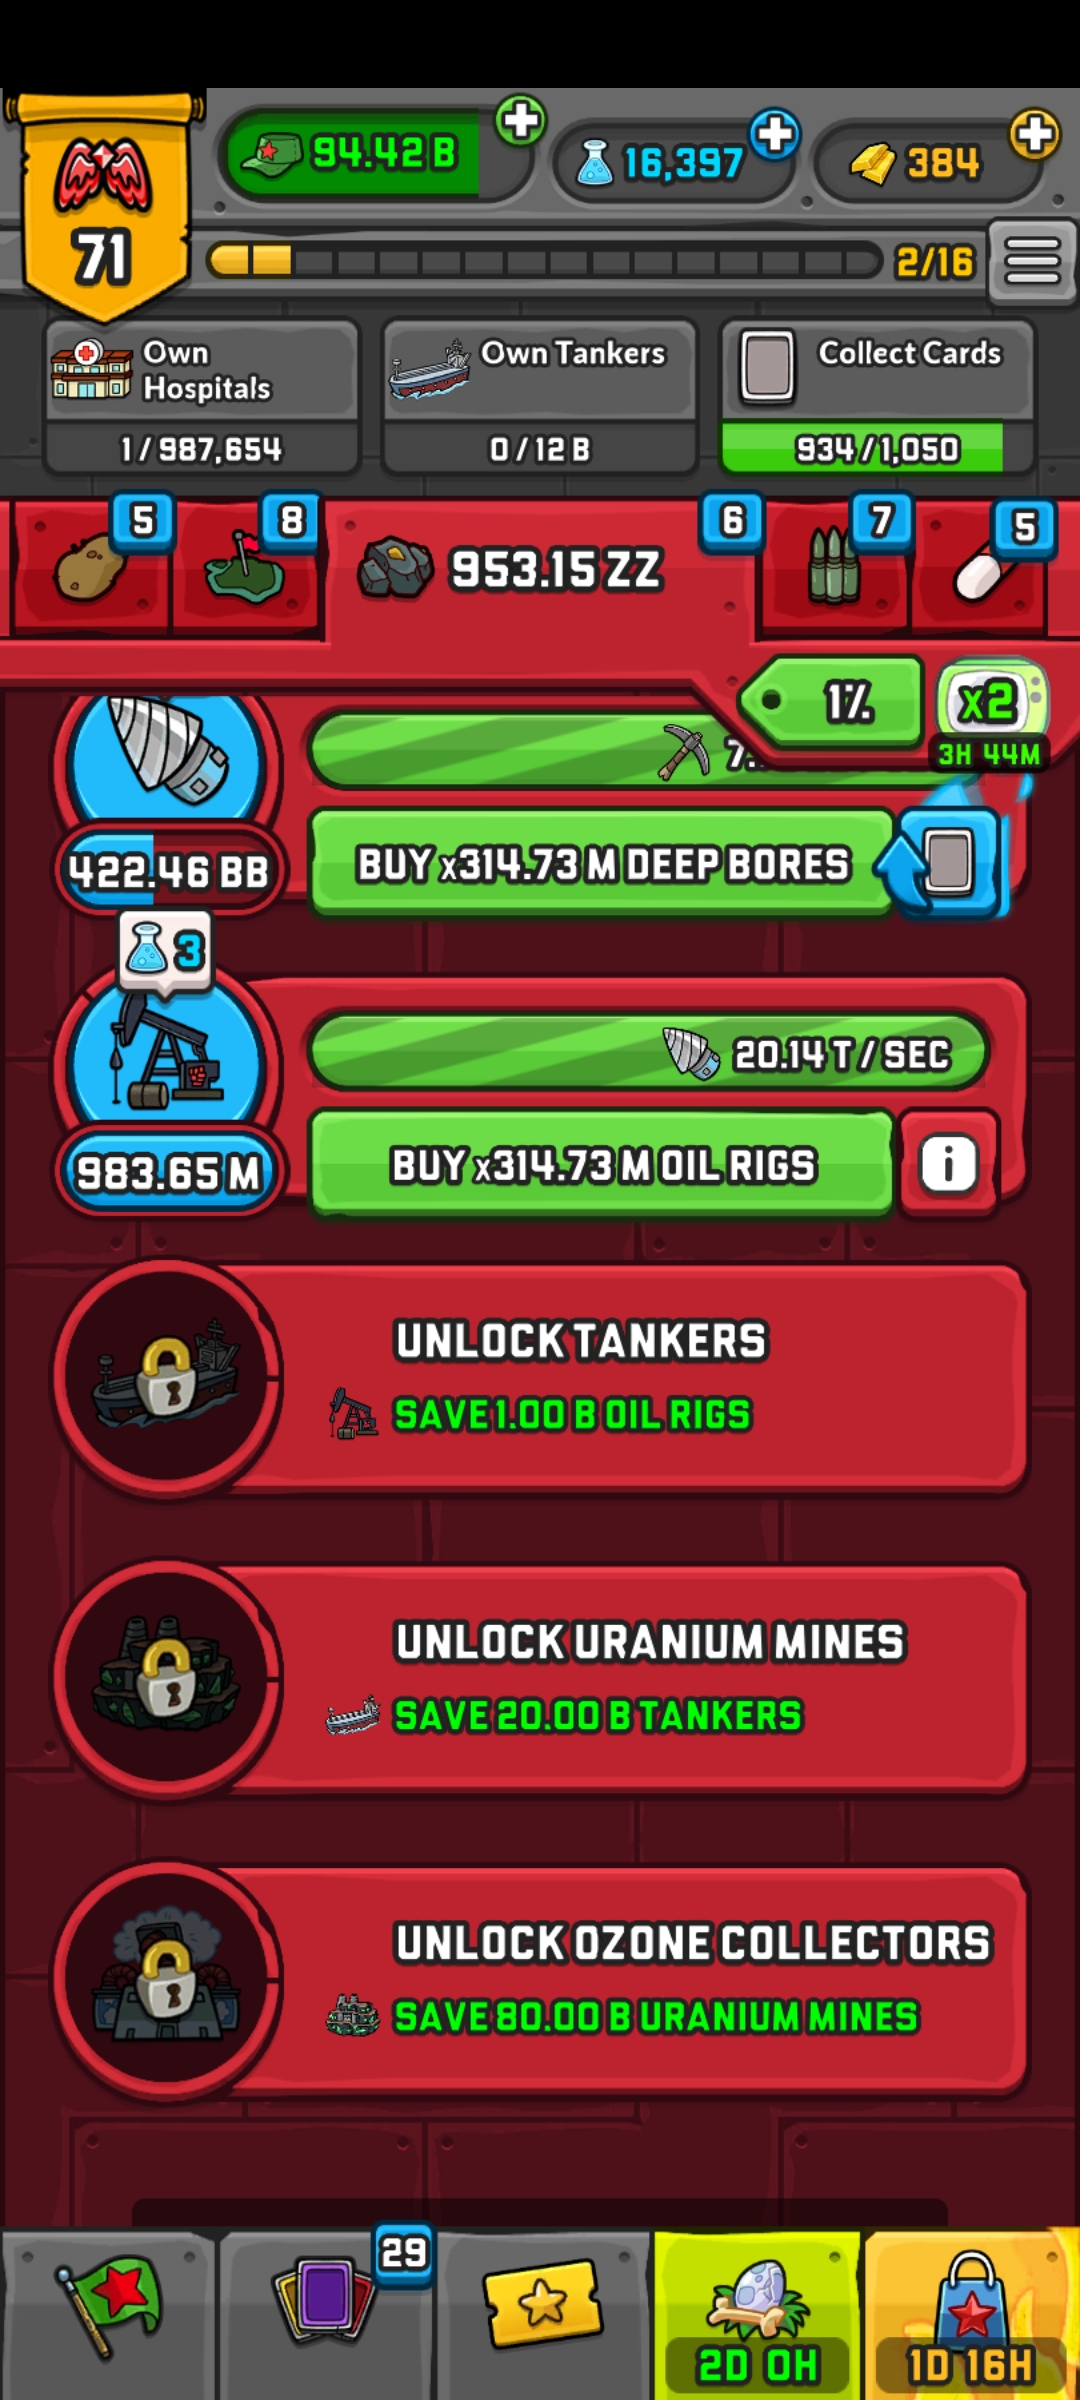 94.42 B
16,397
384
71
2/16
Own
Hospitals
1 / 987,654
Own Tankers
0 / 12 B
Collect Cards
934 / 1,050
5
8
953.15 ZZ
6
7
5
1%
x2
3H 44M
422.46 BB
BUY x314.73 M DEEP BORES
3
20.14 T / SEC
983.65 M
BUY x314.73 M OIL RIGS
i
UNLOCK TANKERS
SAVE 1.00 B OIL RIGS
UNLOCK URANIUM MINES
SAVE 20.00 B TANKERS
UNLOCK OZONE COLLECTORS
SAVE 80.00 B URANIUM MINES
29
2D 0H
1D 16H